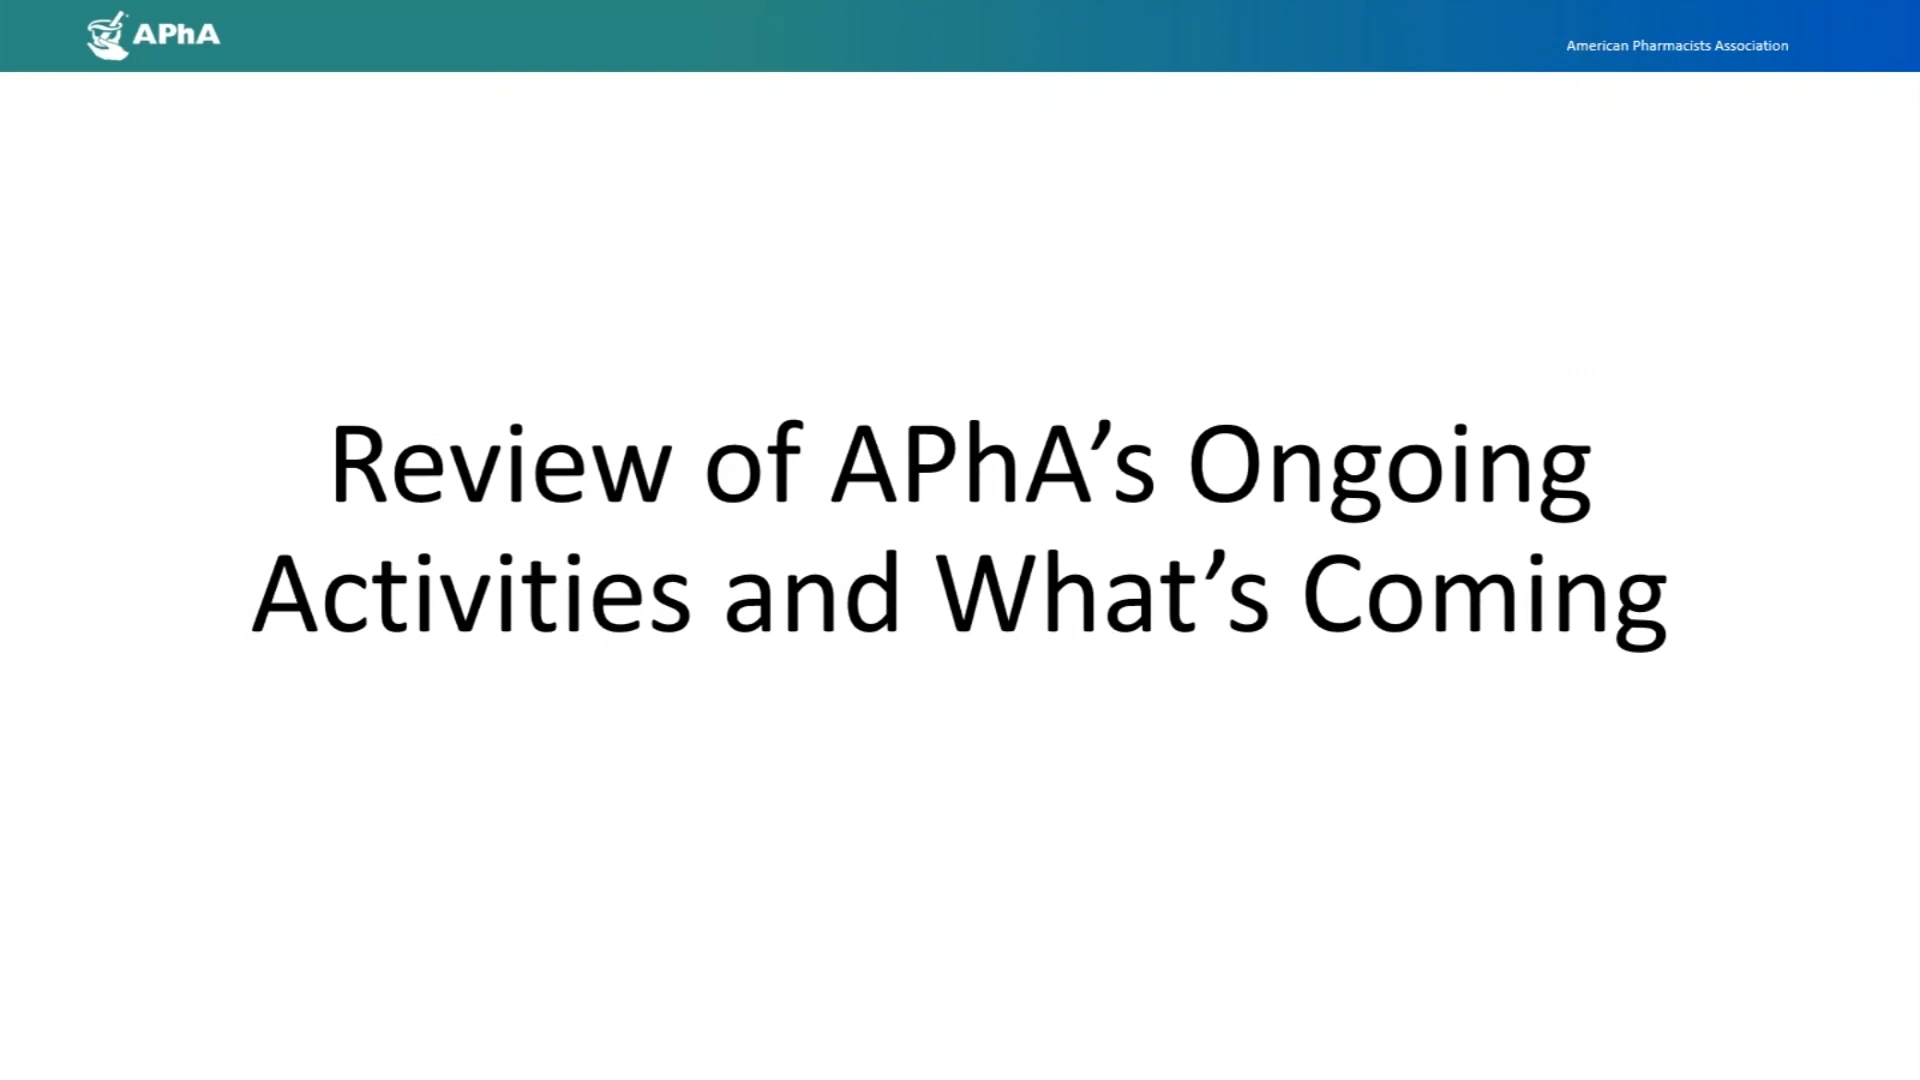 APhA
American Pharmacists Association
Review of APhA’s Ongoing
Activities and What’s Coming